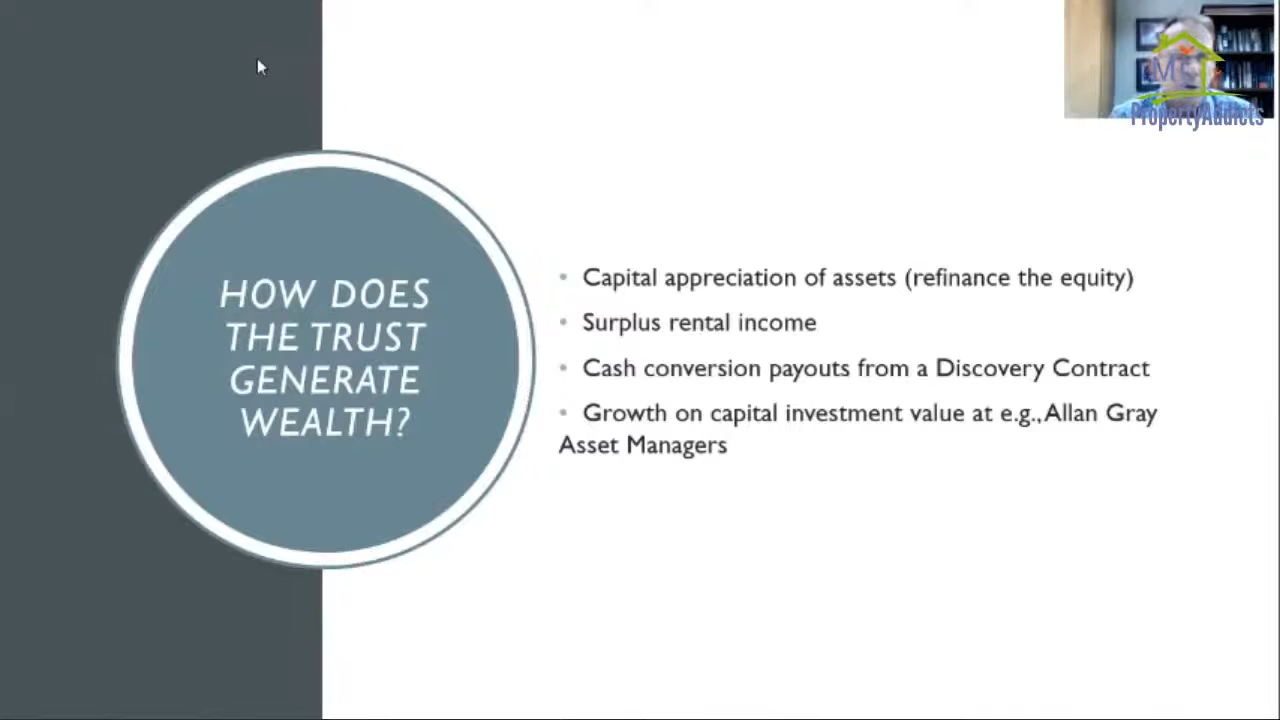 PropertyAddicts
HOW DOES
THE TRUST
GENERATE
WEALTH?
• Capital appreciation of assets (refinance the equity)
• Surplus rental income
• Cash conversion payouts from a Discovery Contract
• Growth on capital investment value at e.g., Allan Gray
Asset Managers